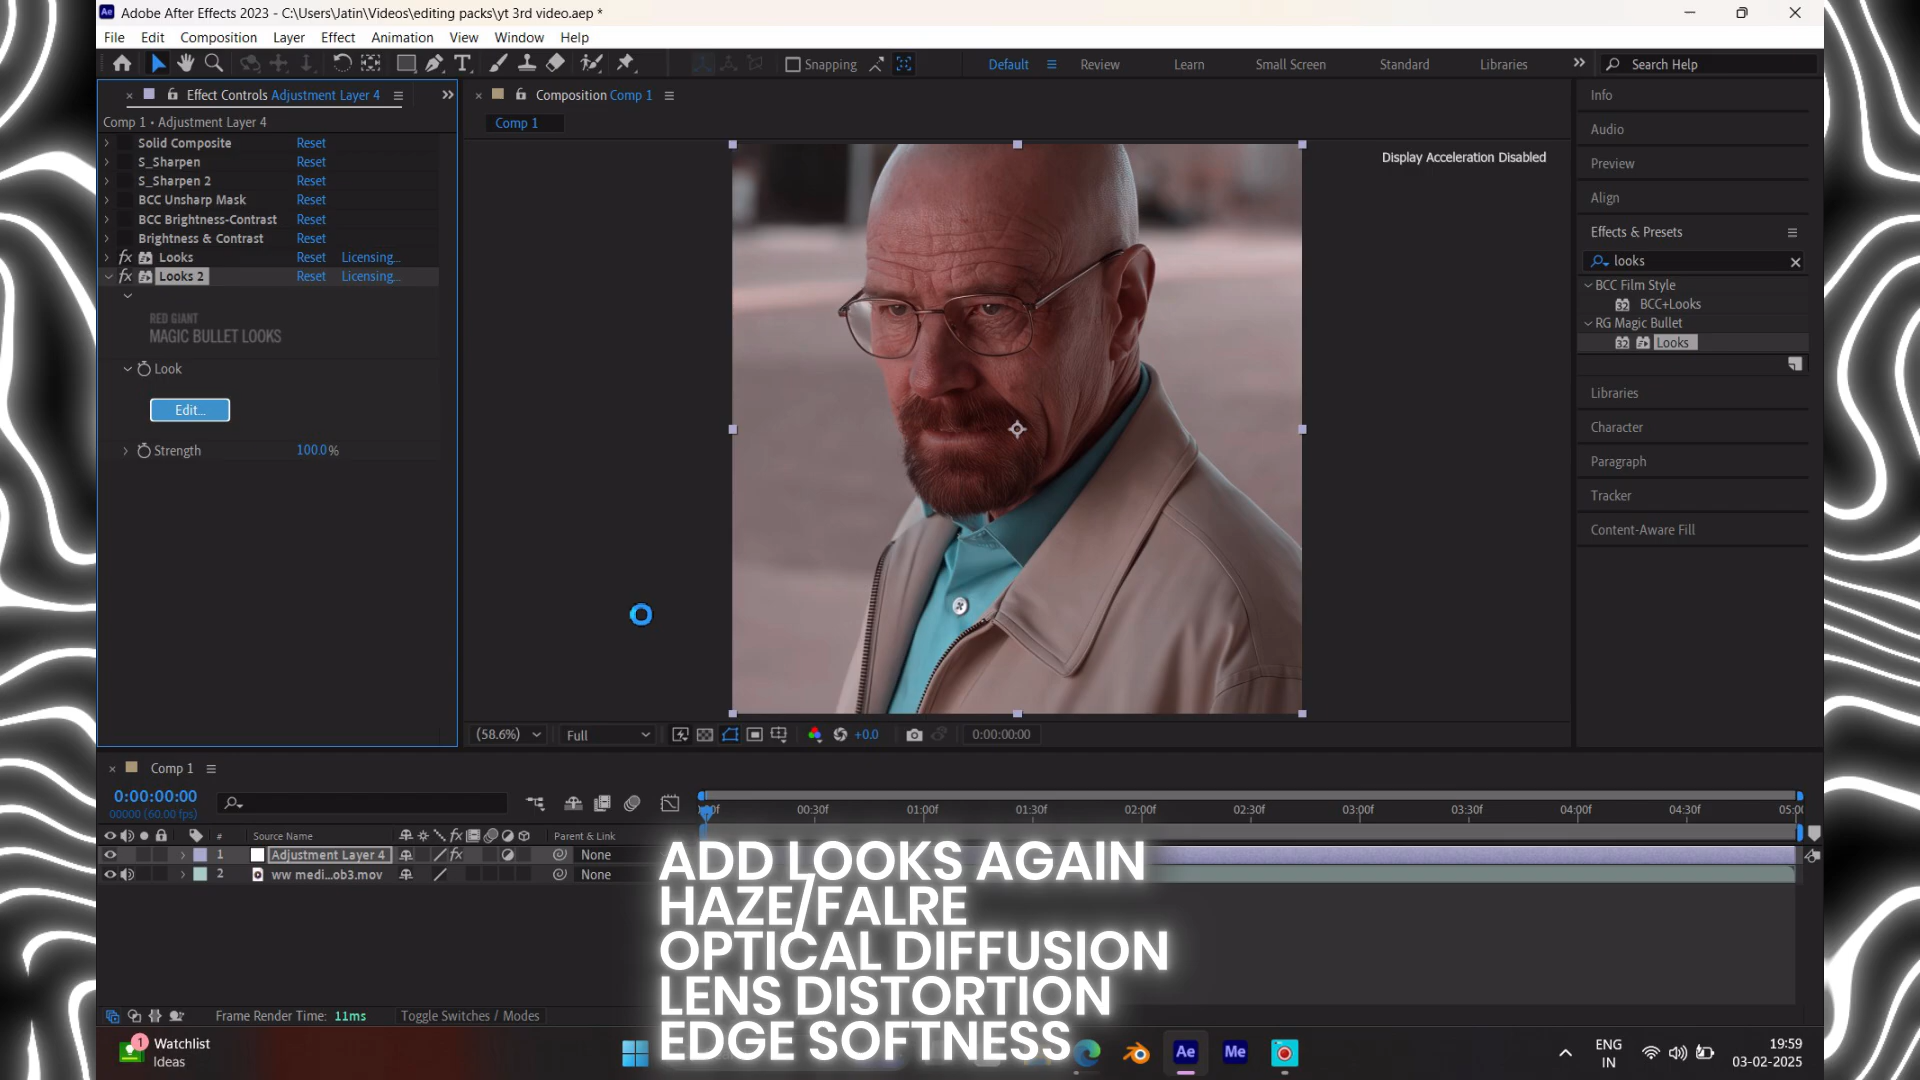 Adobe After Effects 2023 - C:\Users\Jatin\Videos\editing packs\yt 3rd video.aep *
File Edit Composition Layer Effect Animation View Window Help
Snapping
Default Review Learn Small Screen Standard Libraries
Search Help
Effect Controls Adjustment Layer 4
Comp 1 • Adjustment Layer 4
Solid Composite Reset
S_Sharpen Reset
S_Sharpen 2 Reset
BCC Unsharp Mask Reset
BCC Brightness-Contrast Reset
Brightness & Contrast Reset
fx Looks Reset Licensing...
fx Looks 2 Reset Licensing...
RED GIANT
MAGIC BULLET LOOKS
Look
Edit...
Strength 100.0%
Composition Comp 1
Comp 1
Display Acceleration Disabled
(58.6%) Full +0.0 0:00:00:00
Info
Audio
Preview
Align
Effects & Presets
looks
BCC Film Style
32 BCC+Looks
RG Magic Bullet
32 Looks
Libraries
Character
Paragraph
Tracker
Content-Aware Fill
Comp 1
0:00:00:00
00000 (60.00 fps)
00:30f 01:00f 01:30f 02:00f 02:30f 03:00f 03:30f 04:00f 04:30f
# Source Name Parent & Link
1 Adjustment Layer 4 None
2 ww medi...ob3.mov None
ADD LOOKS AGAIN
HAZE/FALRE
OPTICAL DIFFUSION
LENS DISTORTION
EDGE SOFTNESS
Frame Render Time: 11ms Toggle Switches / Modes
1
Watchlist
Ideas
Ae
Me
ENG
IN
19:59
03-02-2025